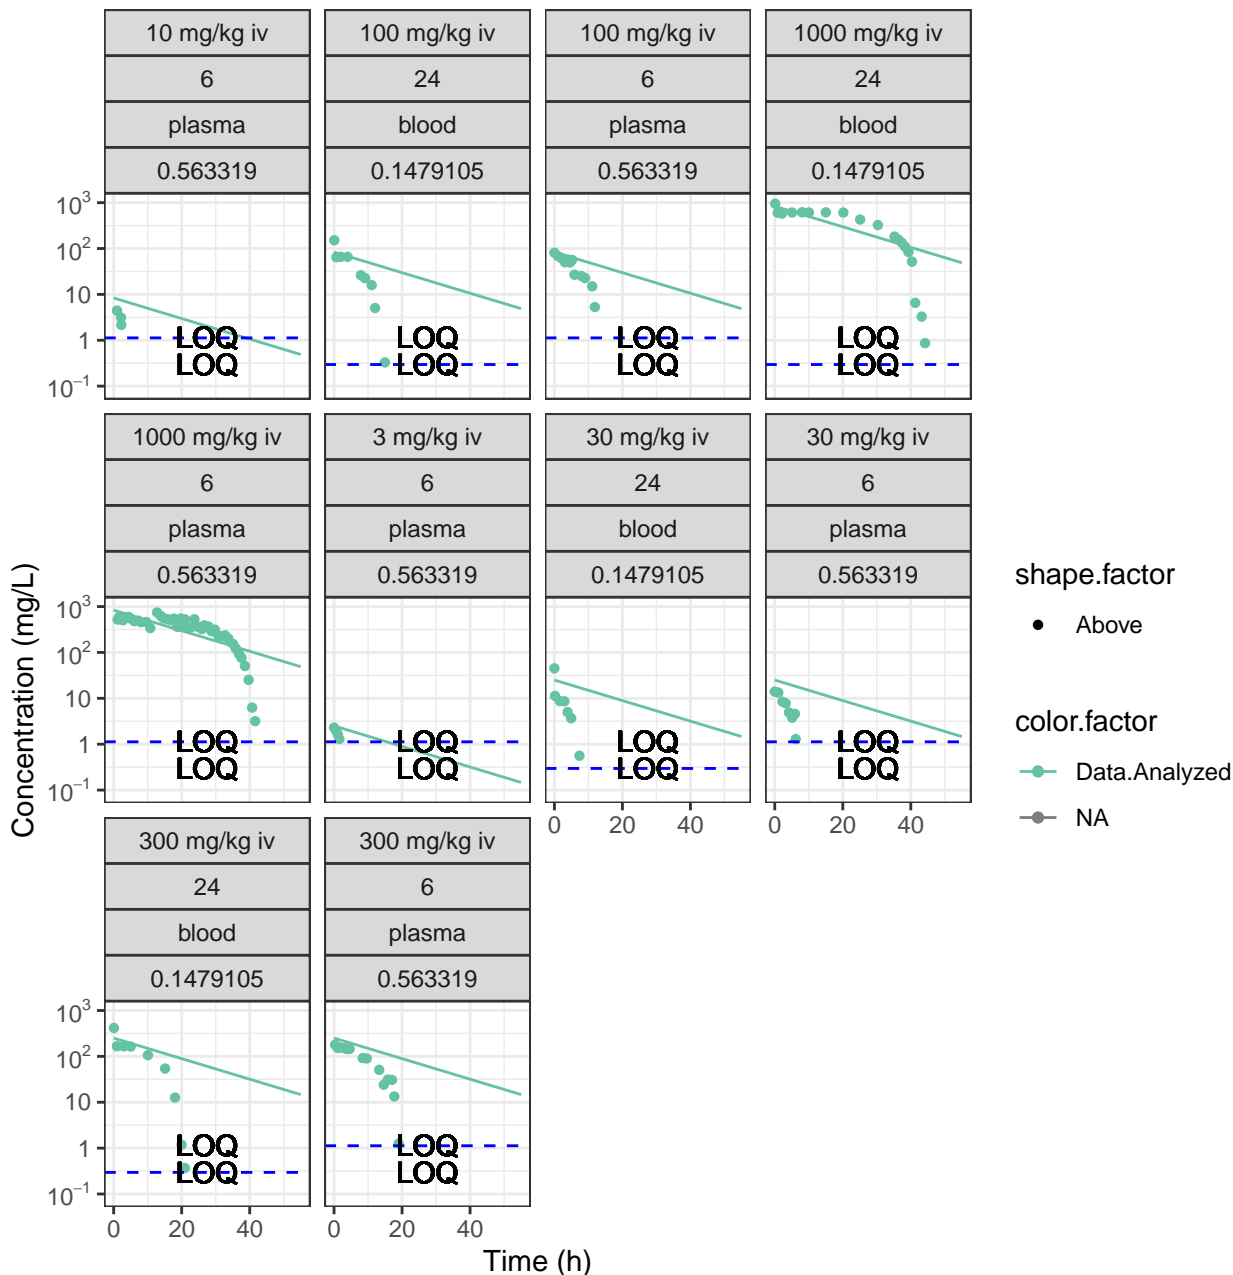 10 mg/kg iv
100 mg/kg iv
100 mg/kg iv
1000 mg/kg iv
6
24
6
24
plasma
blood
plasma
blood
0.563319
0.1479105
0.563319
0.1479105
10³
10²
10
1
10⁻¹
LOQ
LOQ
LOQ
LOQ
LOQ
LOQ
LOQ
LOQ
1000 mg/kg iv
3 mg/kg iv
30 mg/kg iv
30 mg/kg iv
6
6
24
6
plasma
plasma
blood
plasma
0.563319
0.563319
0.1479105
0.563319
10³
10²
10
1
10⁻¹
LOQ
LOQ
LOQ
LOQ
LOQ
LOQ
LOQ
LOQ
0 20 40
0 20 40
300 mg/kg iv
300 mg/kg iv
24
6
blood
plasma
0.1479105
0.563319
10³
10²
10
1
10⁻¹
LOQ
LOQ
LOQ
LOQ
0 20 40
0 20 40
Time (h)
Concentration (mg/L)
shape.factor
Above
color.factor
Data.Analyzed
NA